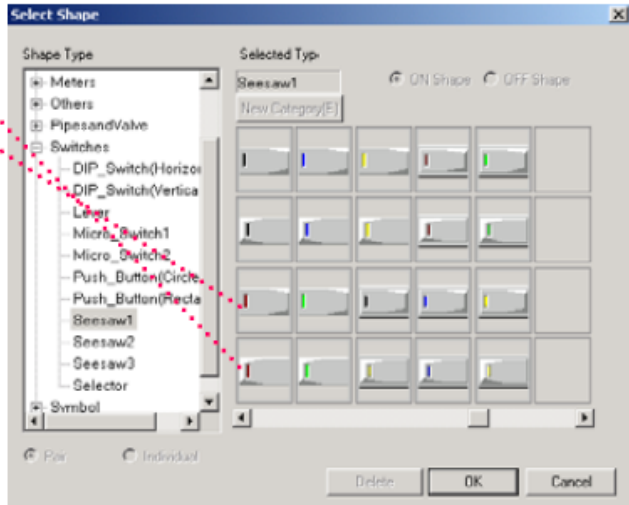 Select Shape
Shape Type
Meters
Others
PipesandValve
Switches
DIP_Switch(Horizon
DIP_Switch(Vertica
Lever
Micro_Switch1
Micro_Switch2
Push_Button(Circle
Push_Button(Recta
Seesaw1
Seesaw2
Seesaw3
Selector
Symbol
Pair Individual
Selected Typ
Seesaw1
ON Shape OFF Shape
New Category(E)
Delete OK Cancel